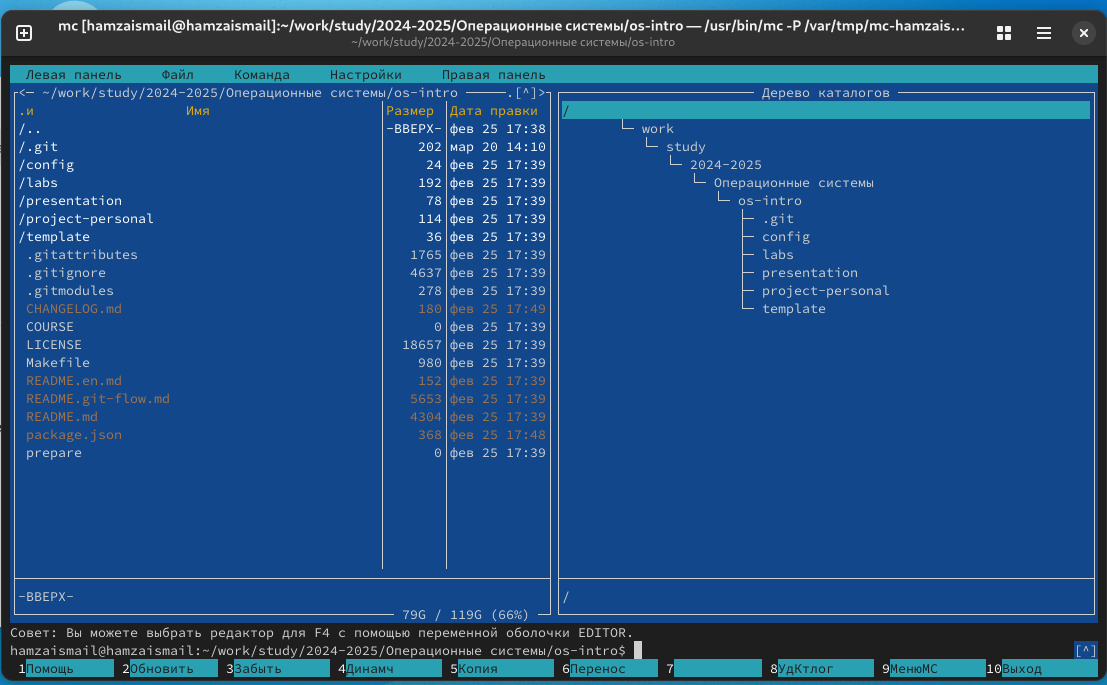 mc [hamzaismail@hamzaismail]:~/work/study/2024-2025/Операционные системы/os-intro — /usr/bin/mc -P /var/tmp/mc-hamzais…
~/work/study/2024-2025/Операционные системы/os-intro
Левая панель Файл Команда Настройки Правая панель
<─ ~/work/study/2024-2025/Операционные системы/os-intro .[^]>
.и Имя Размер Дата правки
/.. -ВВЕРХ- фев 25 17:38
/.git 202 мар 20 14:10
/config 24 фев 25 17:39
/labs 192 фев 25 17:39
/presentation 78 фев 25 17:39
/project-personal 114 фев 25 17:39
/template 36 фев 25 17:39
.gitattributes 1765 фев 25 17:39
.gitignore 4637 фев 25 17:39
.gitmodules 278 фев 25 17:39
CHANGELOG.md 180 фев 25 17:49
COURSE 0 фев 25 17:39
LICENSE 18657 фев 25 17:39
Makefile 980 фев 25 17:39
README.en.md 152 фев 25 17:39
README.git-flow.md 5653 фев 25 17:39
README.md 4304 фев 25 17:39
package.json 368 фев 25 17:48
prepare 0 фев 25 17:39
-ВВЕРХ-
79G / 119G (66%)
Дерево каталогов
/
work
study
2024-2025
Операционные системы
os-intro
.git
config
labs
presentation
project-personal
template
/
Совет: Вы можете выбрать редактор для F4 с помощью переменной оболочки EDITOR.
hamzaismail@hamzaismail:~/work/study/2024-2025/Операционные системы/os-intro$ [^]
1Помощь 2Обновить 3Забыть 4Динамч 5Копия 6Перенос 7 8УдКтлог 9МенюМС 10Выход